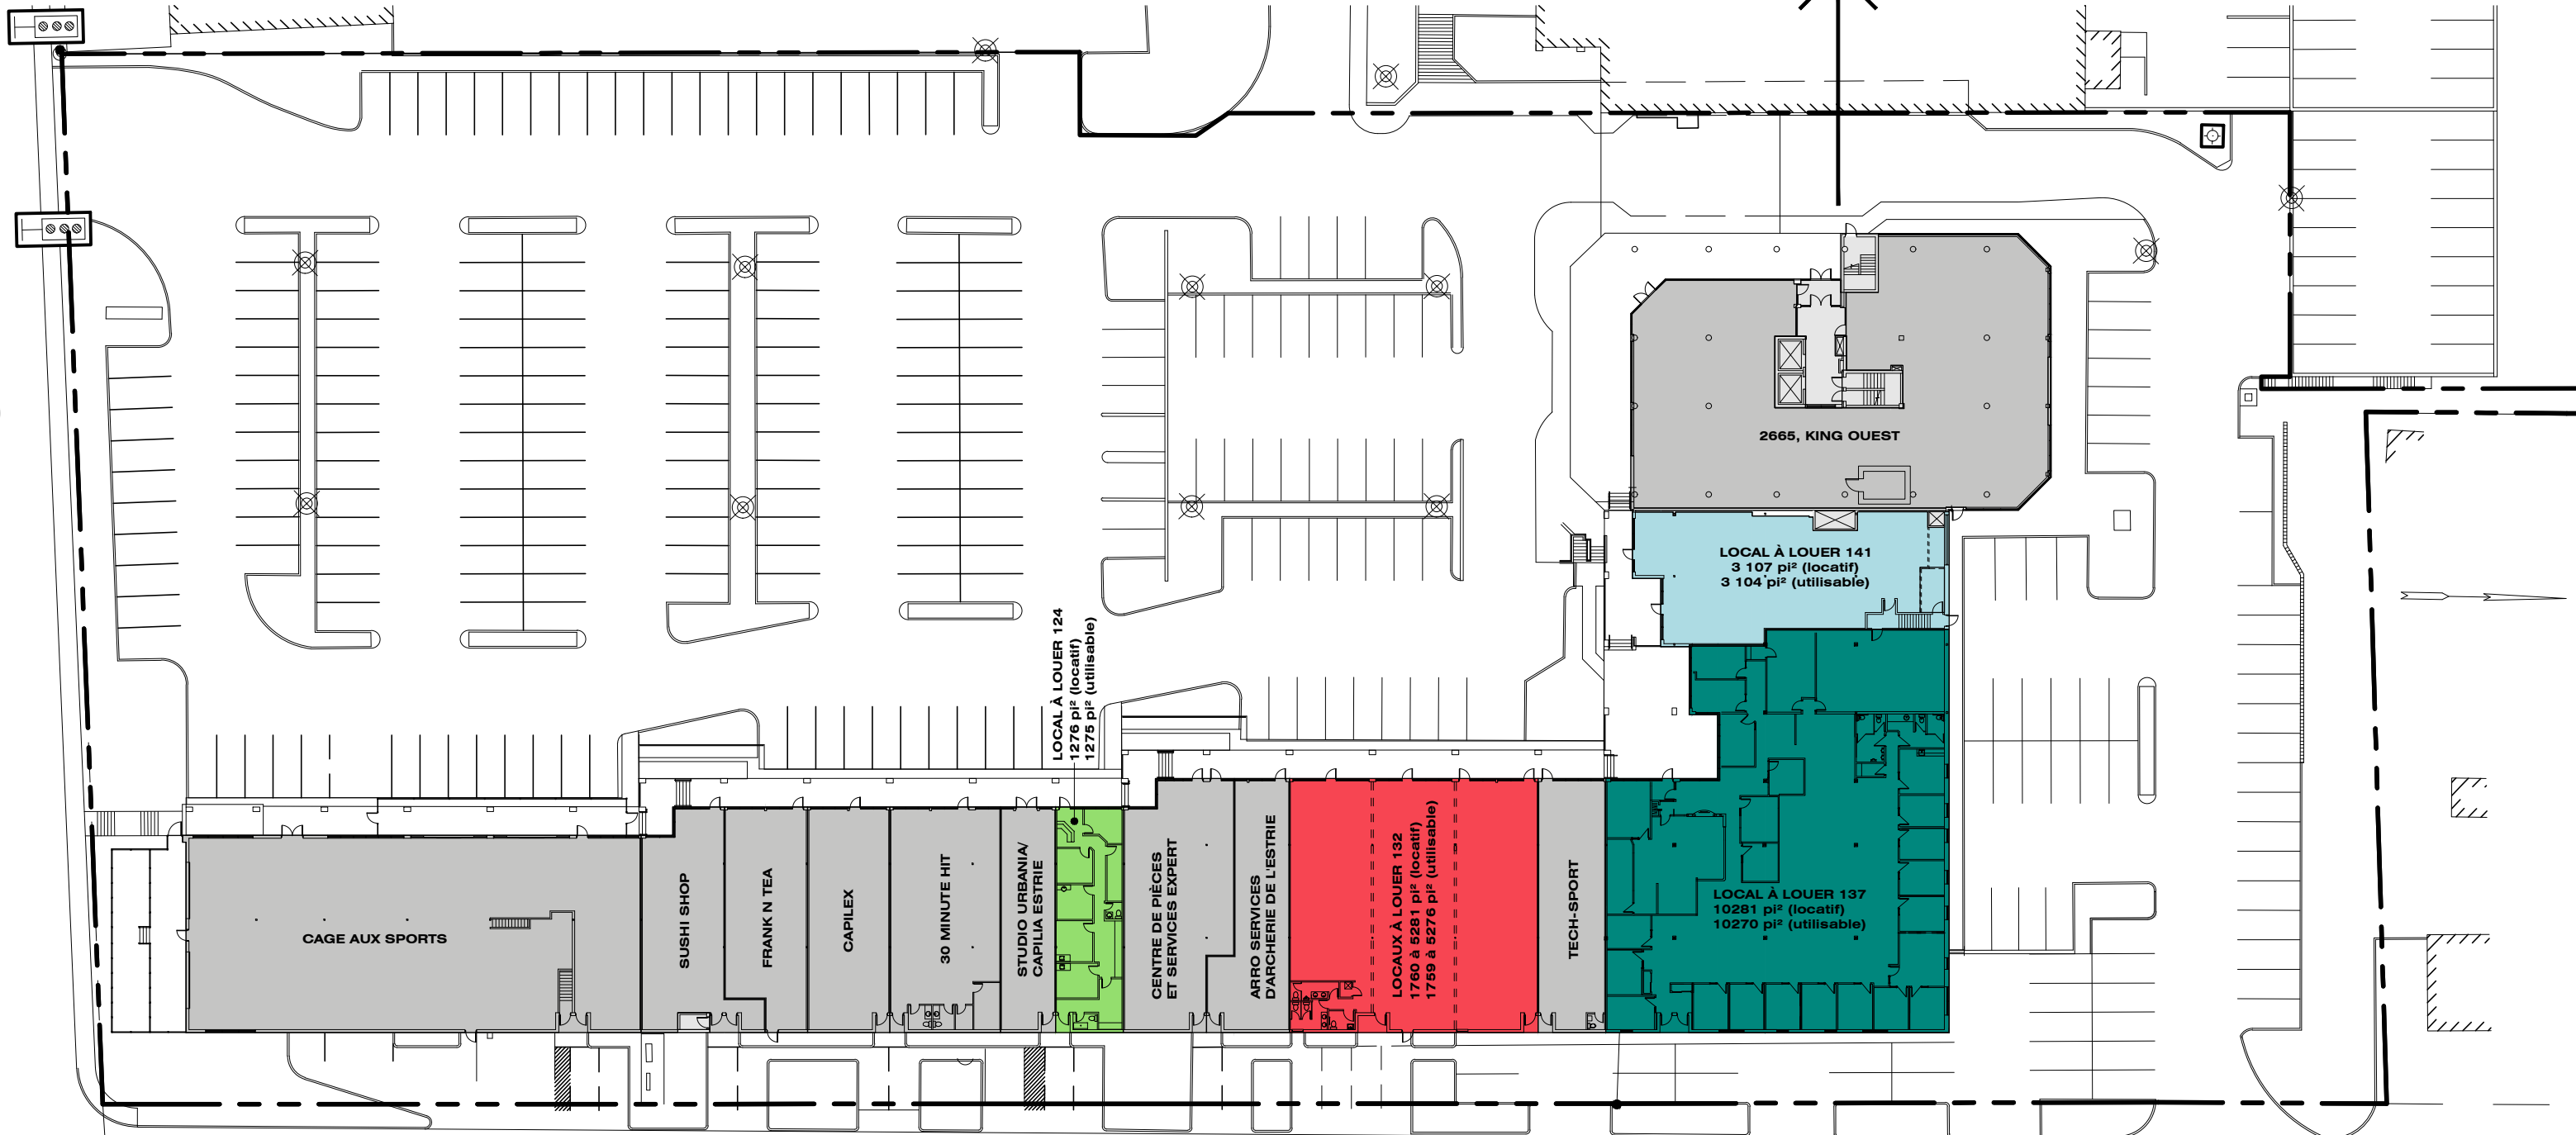 2665, KING OUEST
LOCAL À LOUER 141
3 107 pi² (locatif)
3 104 pi² (utilisable)
LOCAL À LOUER 124
1276 pi² (locatif)
1275 pi² (utilisable)
CAGE AUX SPORTS
SUSHI SHOP
FRANK N TEA
CAPILEX
30 MINUTE HIT
STUDIO URBANIA/
CAPILIA ESTRIE
CENTRE DE PIÈCES
ET SERVICES EXPERT
ARRO SERVICES
D'ARCHERIE DE L'ESTRIE
LOCAUX À LOUER 132
1760 à 5281 pi² (locatif)
1759 à 5276 pi² (utilisable)
TECH-SPORT
LOCAL À LOUER 137
10281 pi² (locatif)
10270 pi² (utilisable)